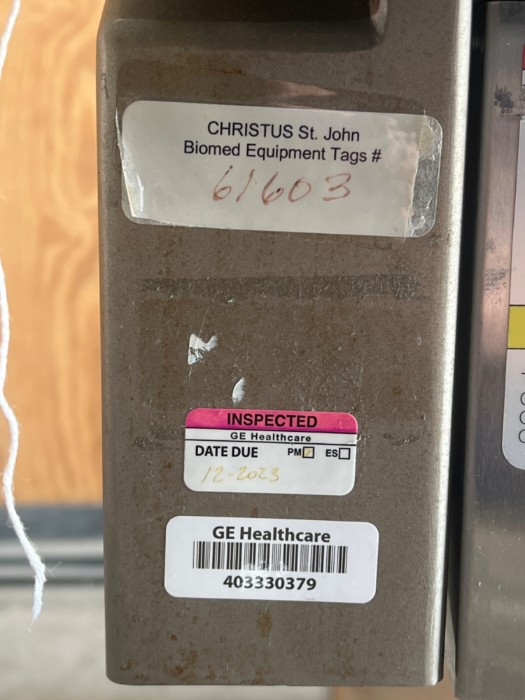 CHRISTUS St. John
Biomed Equipment Tags #
61603
INSPECTED
GE Healthcare
DATE DUE PM☑ ES☐
12-2023
GE Healthcare
403330379